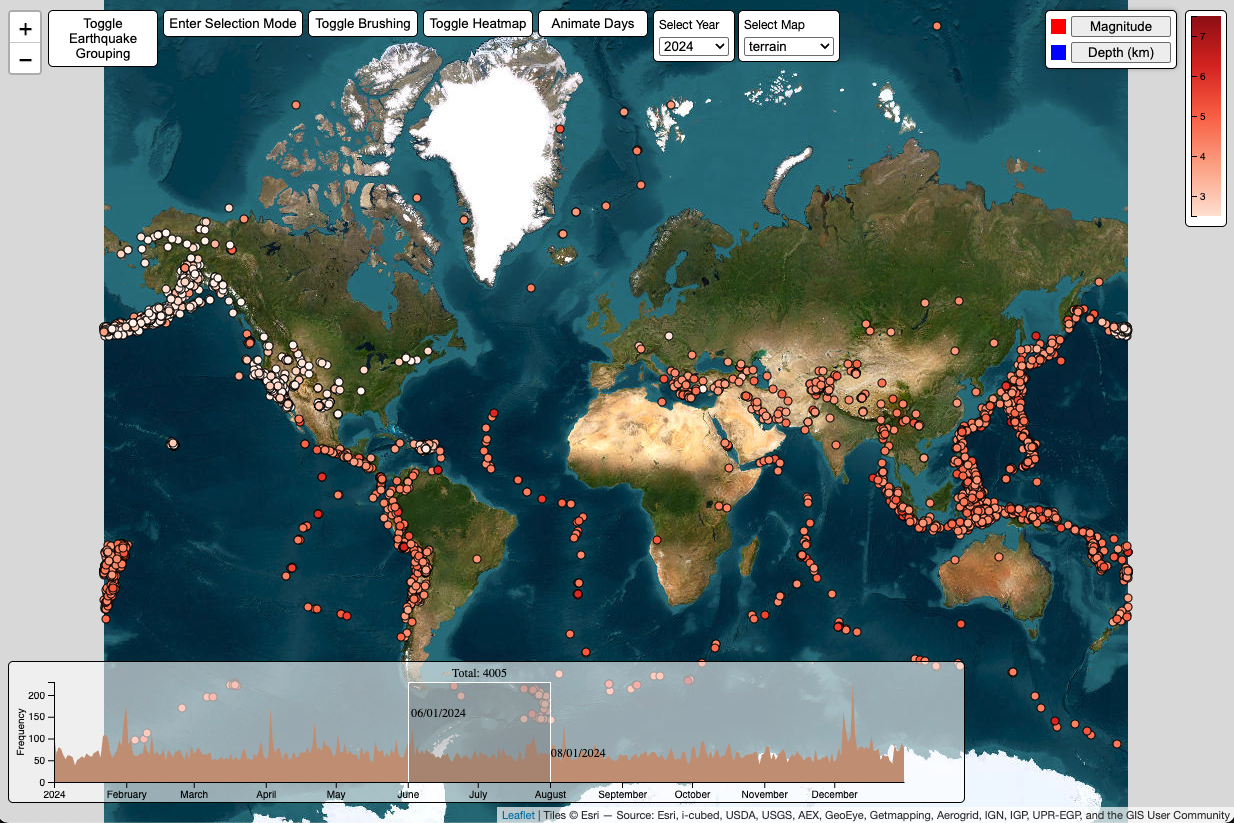 +
−
Toggle
Earthquake
Grouping
Enter Selection Mode
Toggle Brushing
Toggle Heatmap
Animate Days
Select Year
2024
Select Map
terrain
Magnitude
Depth (km)
7
6
5
4
3
Total: 4005
06/01/2024
08/01/2024
Frequency
200
150
100
50
0
2024 February March April May June July August September October November December
Leaflet | Tiles © Esri — Source: Esri, i-cubed, USDA, USGS, AEX, GeoEye, Getmapping, Aerogrid, IGN, IGP, UPR-EGP, and the GIS User Community